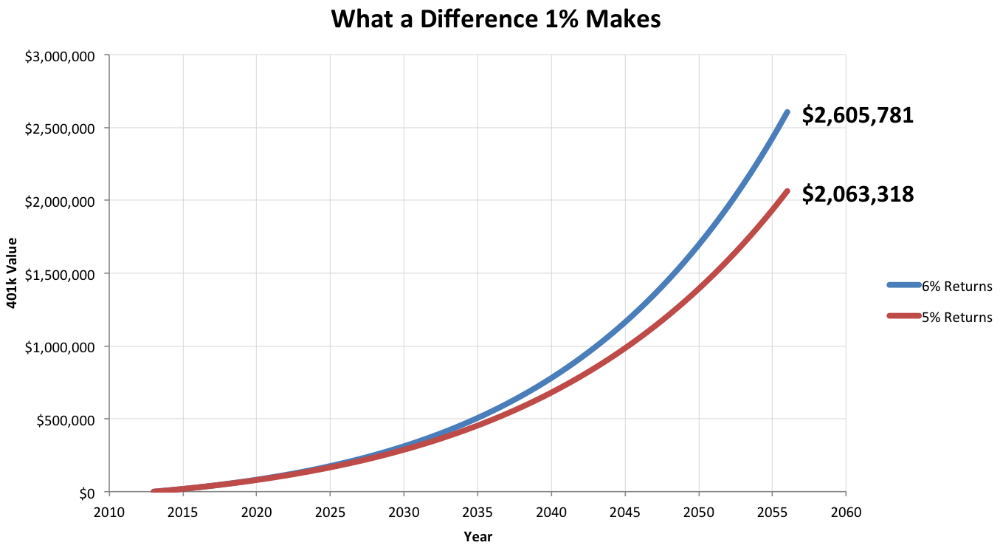 What a Difference 1% Makes
$3,000,000
$2,500,000
$2,000,000
$1,500,000
$1,000,000
$500,000
$0
401k Value
2010 2015 2020 2025 2030 2035 2040 2045 2050 2055 2060
Year
$2,605,781
$2,063,318
6% Returns
5% Returns